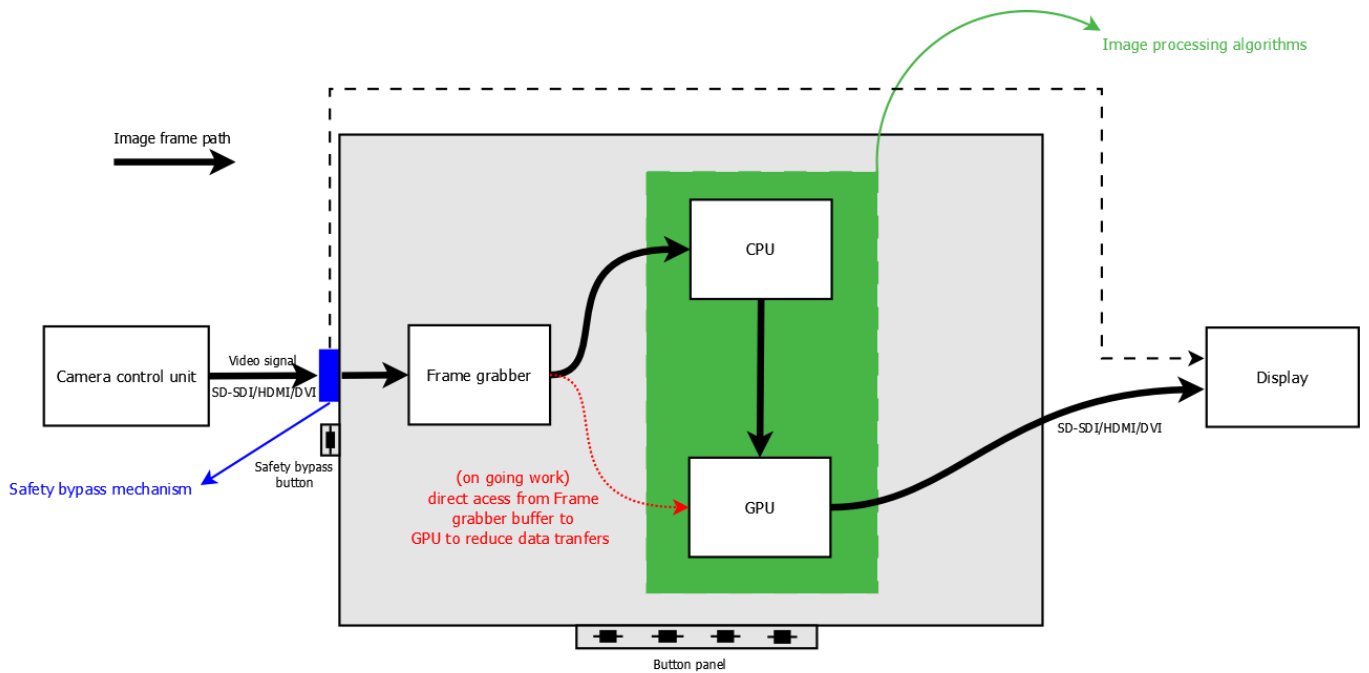 Image processing algorithms
Image frame path
Camera control unit
Video signal
SD-SDI/HDMI/DVI
Frame grabber
CPU
GPU
Display
SD-SDI/HDMI/DVI
Safety bypass
button
Safety bypass mechanism
(on going work)
direct acess from Frame
grabber buffer to
GPU to reduce data tranfers
Button panel